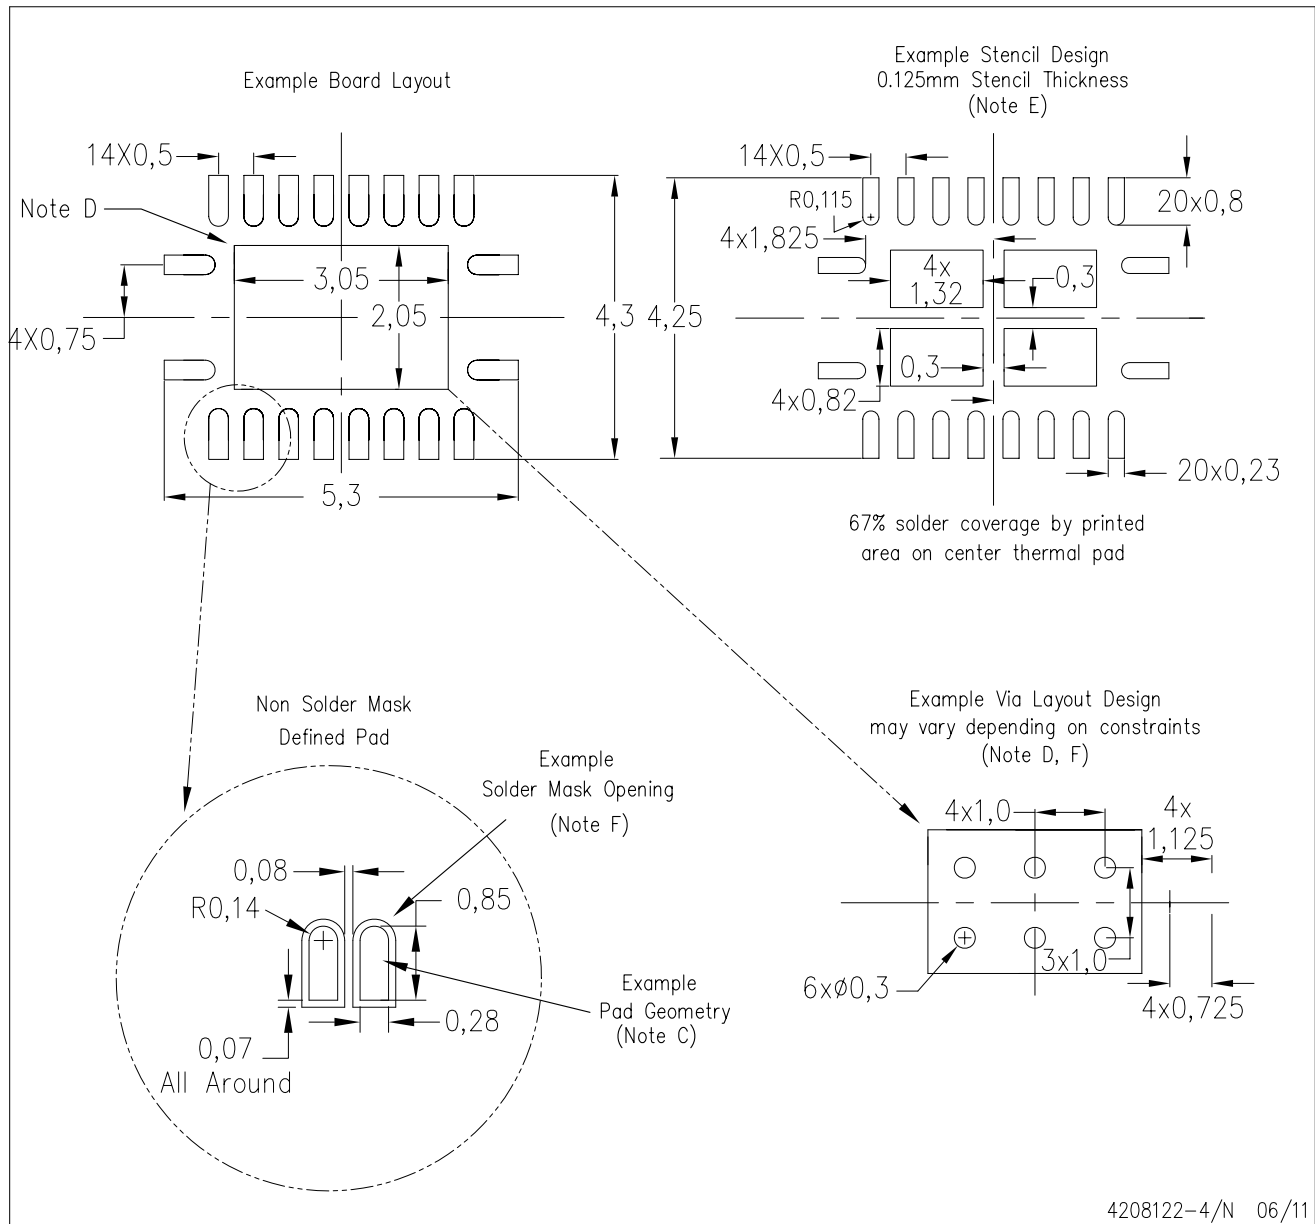 Example Board Layout
14X0,5
Note D
3,05
2,05
4X0,75
4,3
5,3
Example Stencil Design
0.125mm Stencil Thickness
(Note E)
14X0,5
R0,115
4x1,825
20x0,8
4x
1,32
0,3
4,25
0,3
4x0,82
20x0,23
67% solder coverage by printed
area on center thermal pad
Non Solder Mask
Defined Pad
Example
Solder Mask Opening
(Note F)
0,08
R0,14
0,85
Example
Pad Geometry
(Note C)
0,28
0,07
All Around
Example Via Layout Design
may vary depending on constraints
(Note D, F)
4x1,0
4x
1,125
3x1,0
6xø0,3
4x0,725
4208122-4/N 06/11